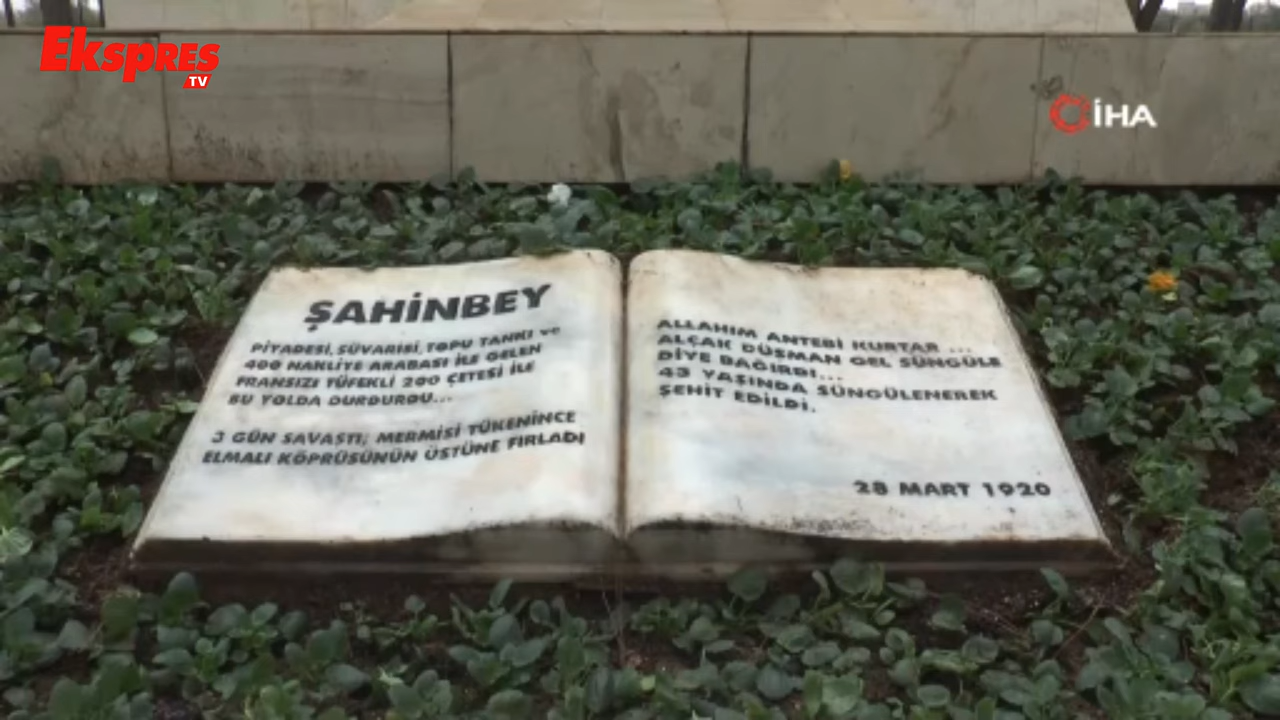 Ekspres
TV
İHA
ŞAHİNBEY
PİYADESİ, SÜVARİSİ, TOPU TANKI ve
400 NAKLİYE ARABASI İLE GELEN
FRANSIZI TÜFEKLİ 200 ÇETESİ İLE
BU YOLDA DURDURDU...
3 GÜN SAVAŞTI; MERMİSİ TÜKENİNCE
ELMALI KÖPRÜSÜNÜN ÜSTÜNE FIRLADI
ALLAHIM ANTEBİ KURTAR ...
ALÇAK DÜŞMAN GEL SÜNGÜLE
DİYE BAĞIRDI...
43 YAŞINDA SÜNGÜLENEREK
ŞEHİT EDİLDİ.
28 MART 1920